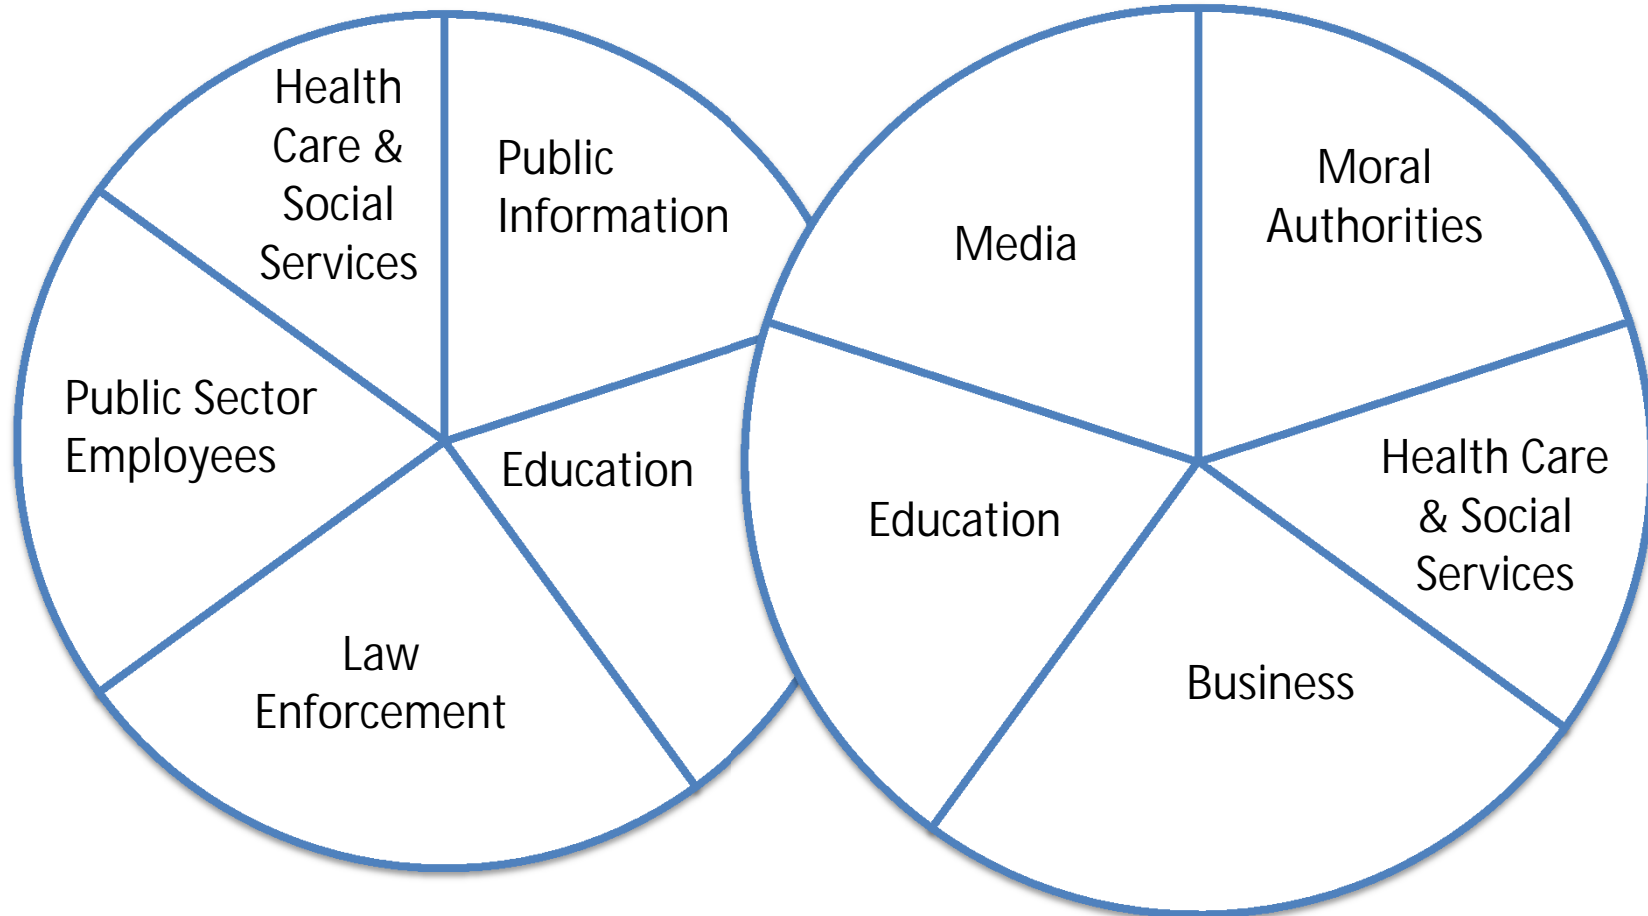 Health
Care &
Social
Services
Public
Information
Public Sector
Employees
Education
Law
Enforcement
Media
Moral
Authorities
Education
Health Care
& Social
Services
Business